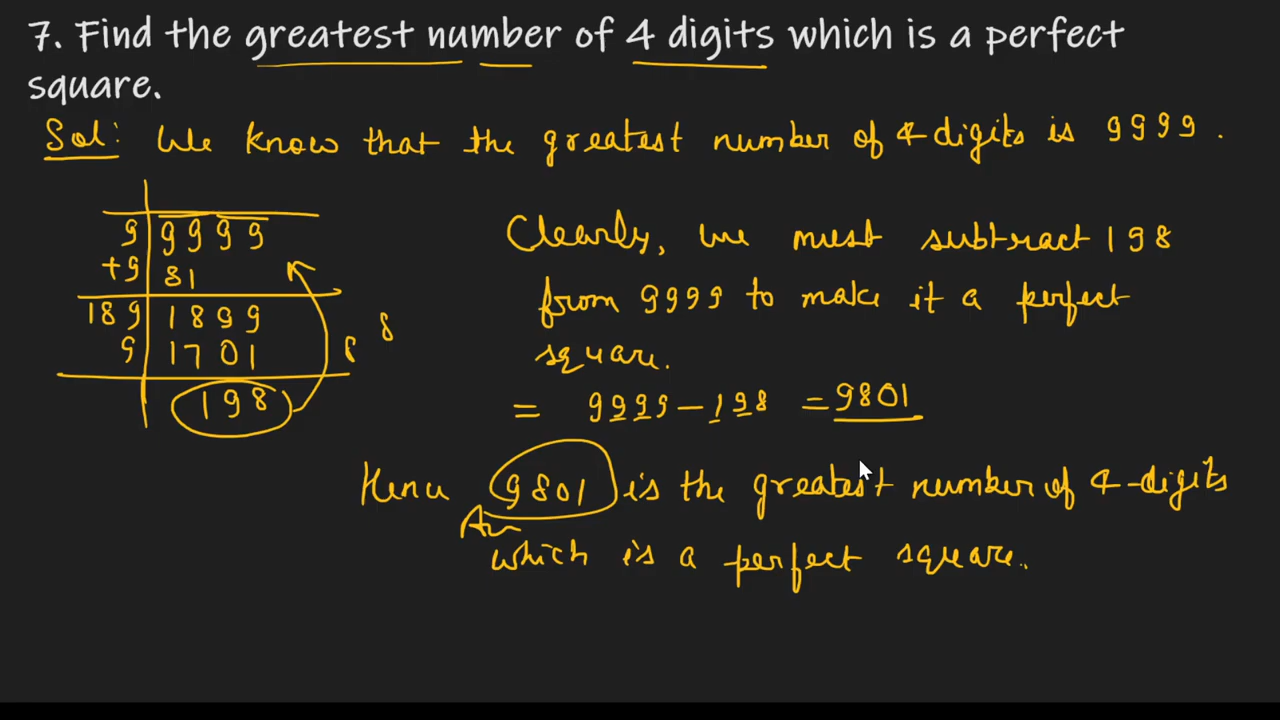 7. Find the greatest number of 4 digits which is a perfect
square.
Sol: We know that the greatest number of 4 digits is 9999.
9 9999
+9 81
189 1899
9 1701
198
8 8
Clearly, we must subtract 198
from 9999 to make it a perfect
square.
= 9999 - 198 = 9801
Hence 9801 is the greatest number of 4-digits
Ans
which is a perfect square.